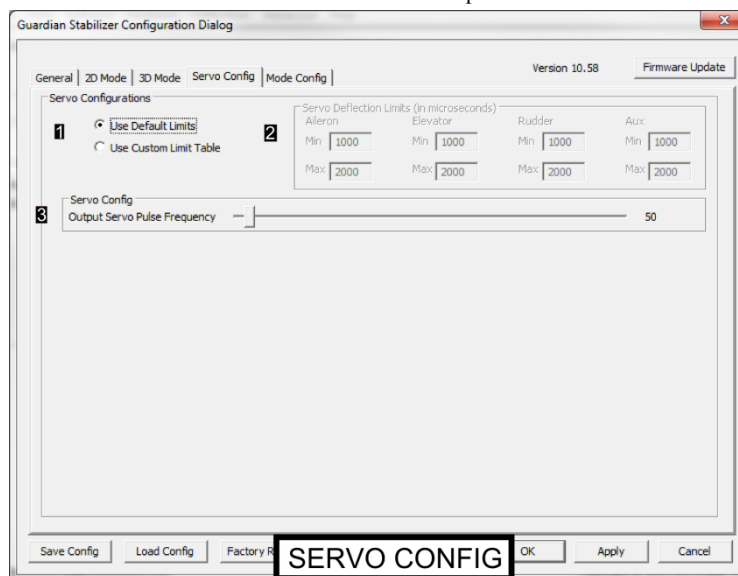 Guardian Stabilizer Configuration Dialog
General 2D Mode 3D Mode Servo Config Mode Config
Version 10.58
Firmware Update
Servo Configurations
1
Use Default Limits
Use Custom Limit Table
2
Servo Deflection Limits (in microseconds)
Aileron Elevator Rudder Aux
Min 1000 Min 1000 Min 1000 Min 1000
Max 2000 Max 2000 Max 2000 Max 2000
3
Servo Config
Output Servo Pulse Frequency 50
Save Config Load Config Factory R OK Apply Cancel
SERVO CONFIG